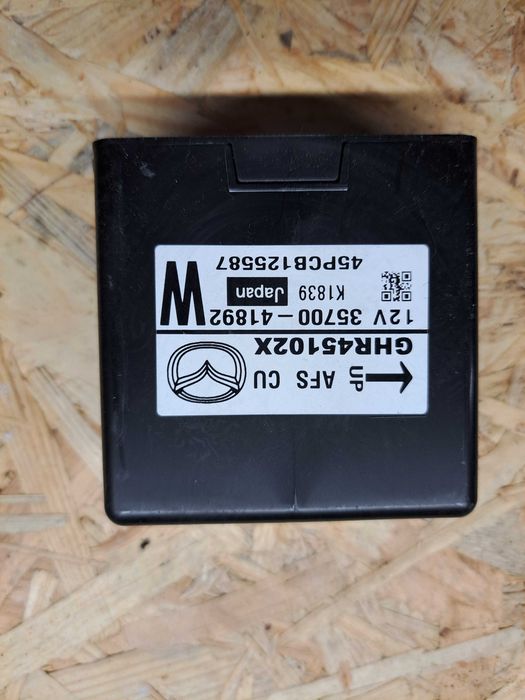 UP AFS CU
GHR45102X
12V 35700-41892
K1839 Japan W
45PCB125587